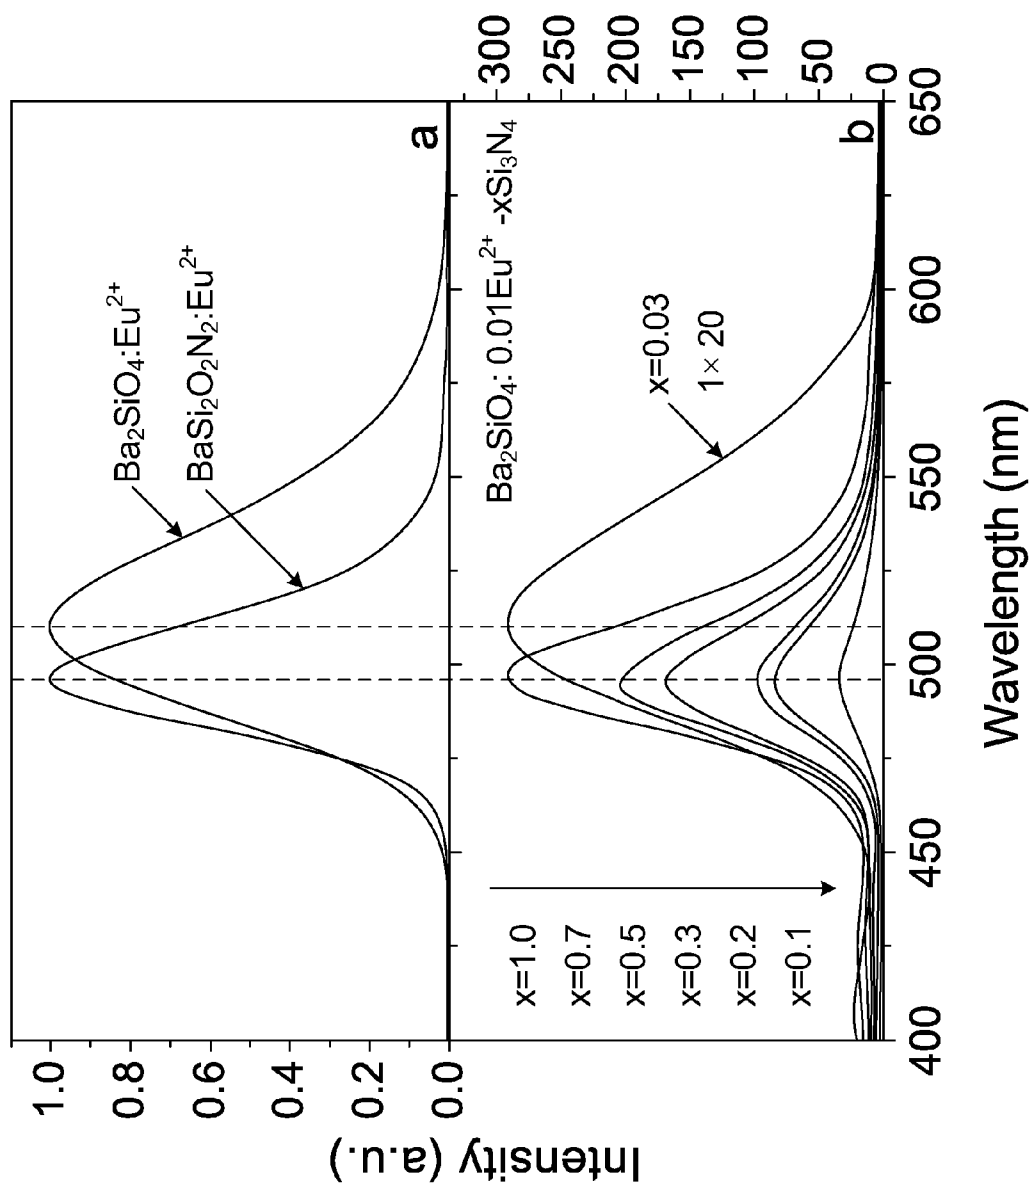 Intensity (a.u.)
1.0
0.8
0.6
0.4
0.2
0.0
a
Ba₂SiO₄:Eu²⁺
BaSi₂O₂N₂:Eu²⁺
300
250
200
150
100
50
0
b
Ba₂SiO₄: 0.01Eu²⁺ -xSi₃N₄
x=0.03
1× 20
x=1.0
x=0.7
x=0.5
x=0.3
x=0.2
x=0.1
400
450
500
550
600
650
Wavelength (nm)